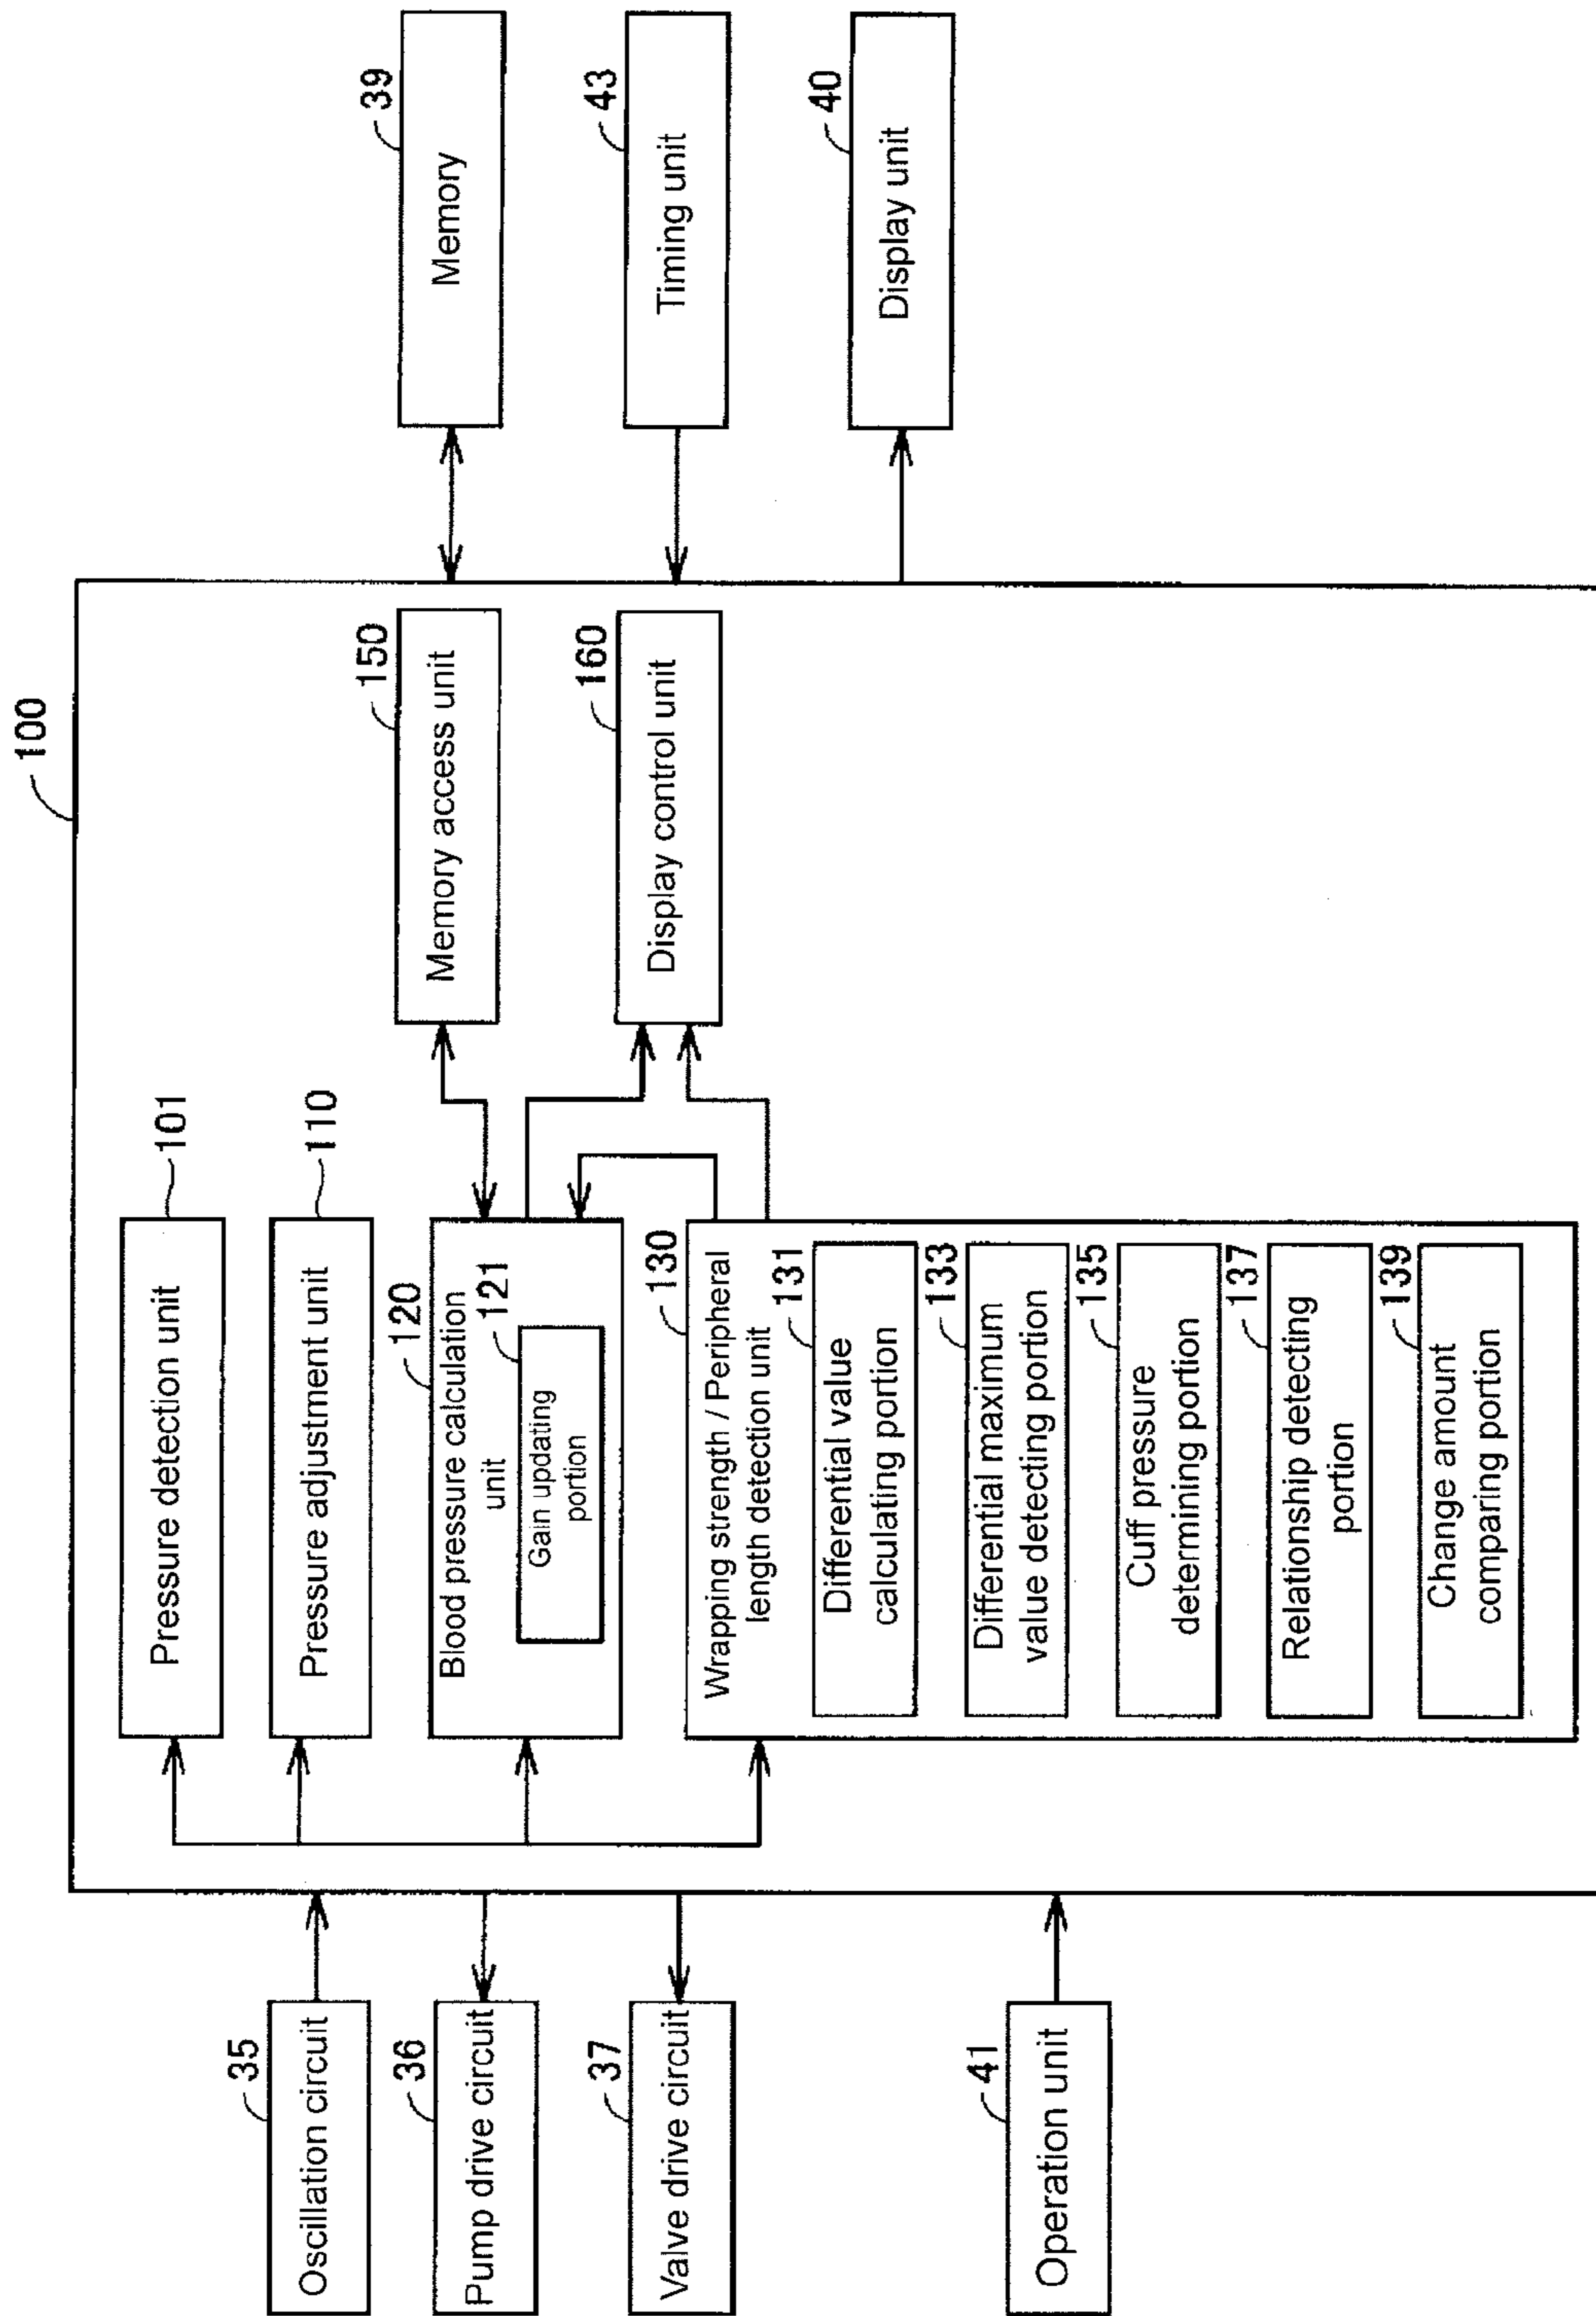 100
35
Oscillation circuit
36
Pump drive circuit
37
Valve drive circuit
41
Operation unit
101
Pressure detection unit
110
Pressure adjustment unit
120
Blood pressure calculation
unit
121
Gain updating
portion
130
Wrapping strength / Peripheral
length detection unit
131
Differential value
calculating portion
133
Differential maximum
value detecting portion
135
Cuff pressure
determining portion
137
Relationship detecting
portion
139
Change amount
comparing portion
150
Memory access unit
160
Display control unit
39
Memory
43
Timing unit
40
Display unit